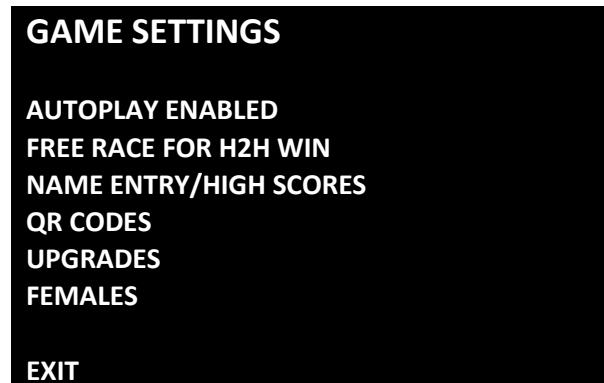 GAME SETTINGS
AUTOPLAY ENABLED
FREE RACE FOR H2H WIN
NAME ENTRY/HIGH SCORES
QR CODES
UPGRADES
FEMALES
EXIT